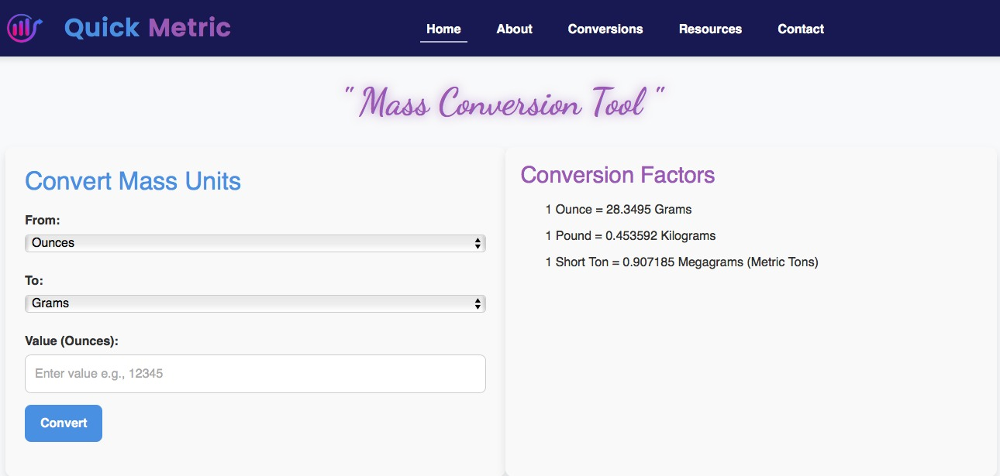 Quick Metric
Home About Conversions Resources Contact
" Mass Conversion Tool "
Convert Mass Units
From:
Ounces
To:
Grams
Value (Ounces):
Enter value e.g., 12345
Convert
Conversion Factors
1 Ounce = 28.3495 Grams
1 Pound = 0.453592 Kilograms
1 Short Ton = 0.907185 Megagrams (Metric Tons)